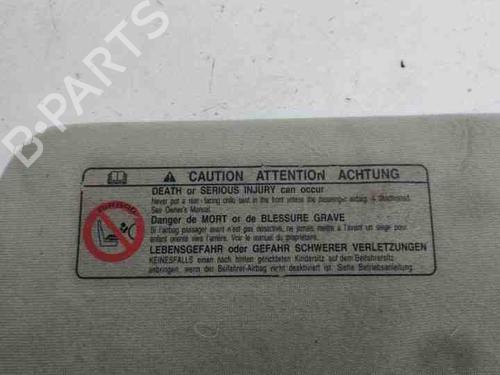 B-PARTS
CAUTION ATTENTION ACHTUNG
DEATH or SERIOUS INJURY can occur
Never put a rear-facing child seat in the front unless the passenger airbag is deactivated.
See Owner's Manual.
Danger de MORT or de BLESSURE GRAVE
Si l'airbag passager avant n'est pas désactivé, ne jamais mettre à l'avant un siège pour
enfant orienté vers l'arrière. Voir le manuel du propriétaire.
LEBENSGEFAHR oder GEFAHR SCHWERER VERLETZUNGEN
KEINESFALLS einen nach hinten gerichteten Kindersitz auf dem Beifahrersitz
anbringen, wenn der Beifahrer-Airbag nicht deaktiviert ist. Siehe Betriebsanleitung.
AIRBAG